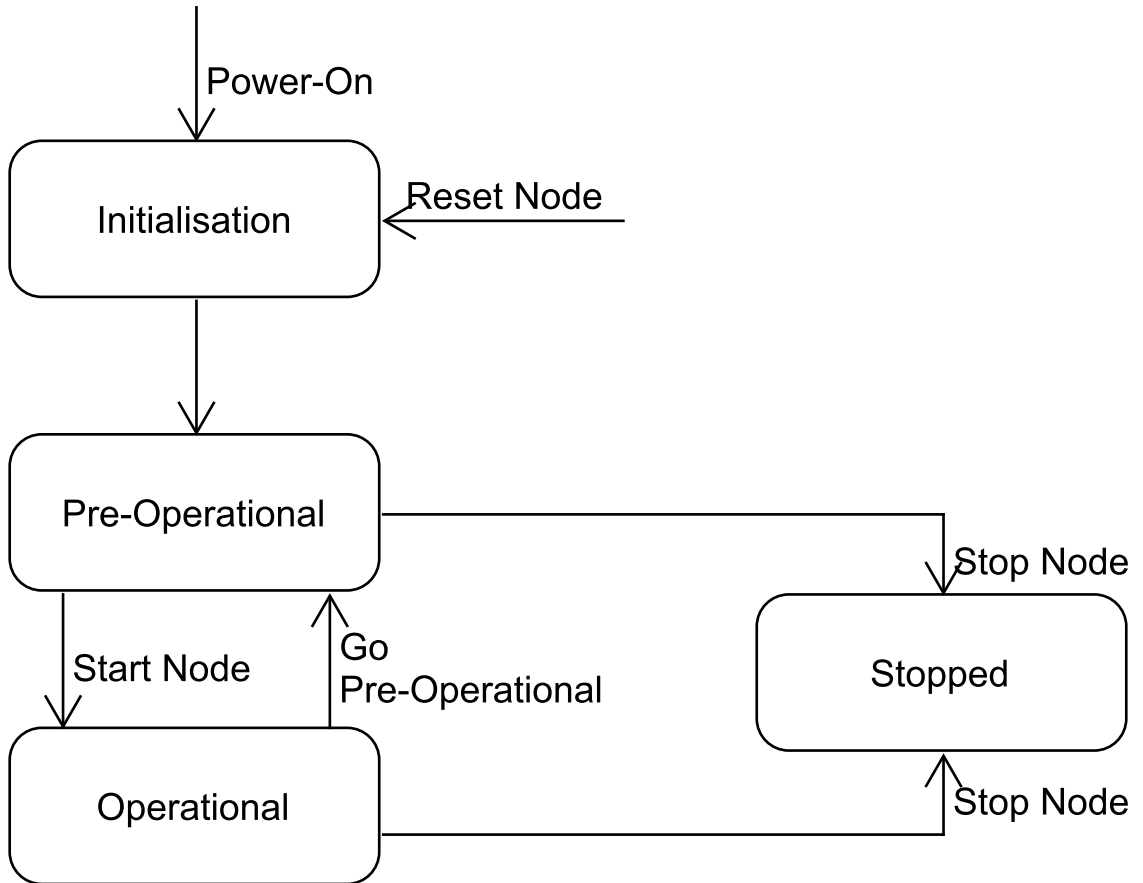 Power-On
Reset Node
Initialisation
Pre-Operational
Stop Node
Go
Start Node
Pre-Operational
Stopped
Operational
Stop Node